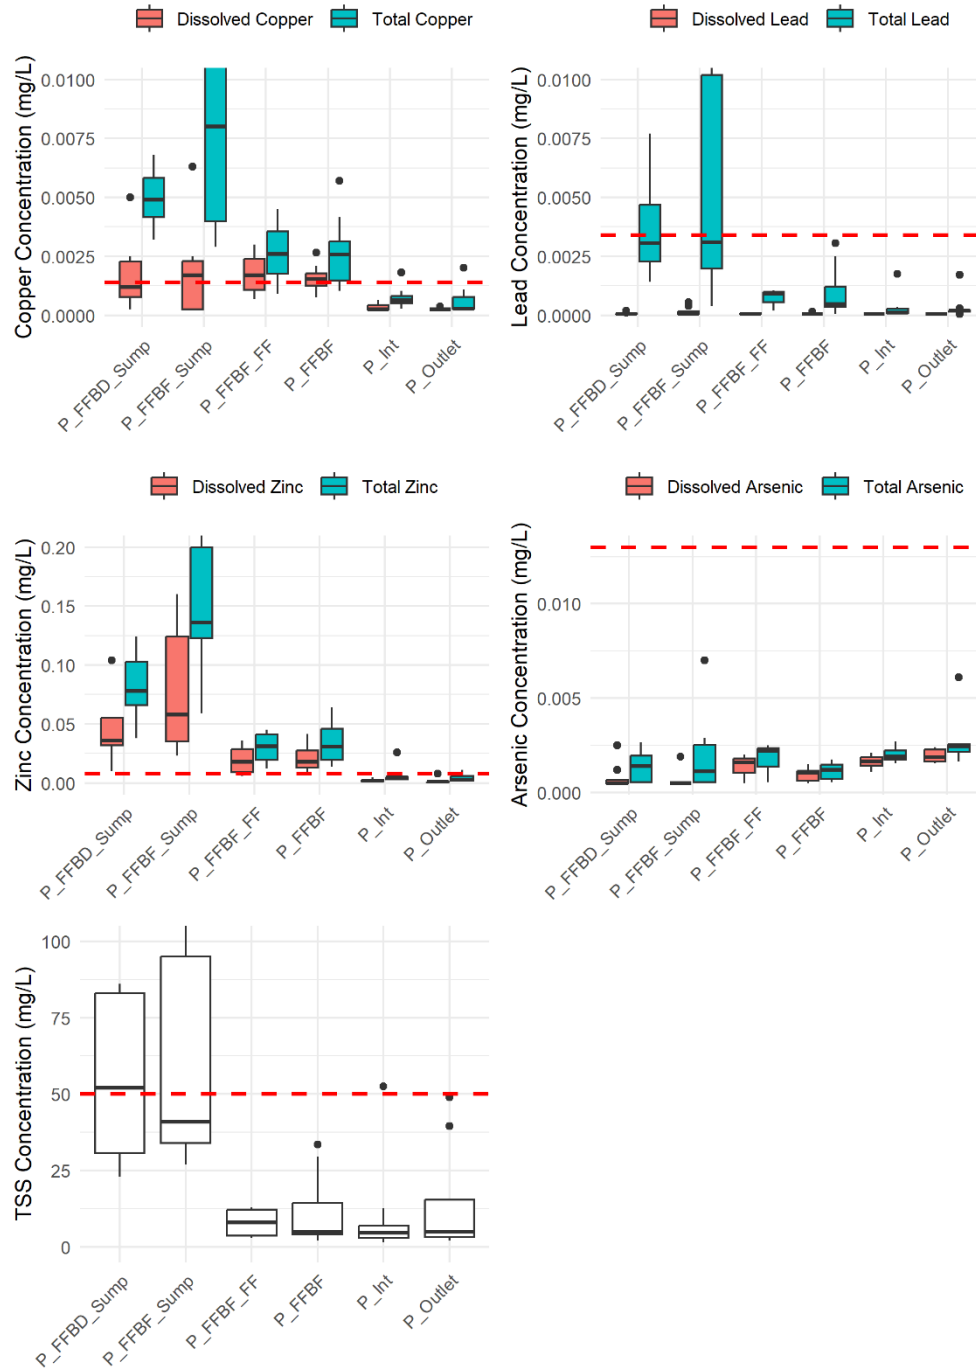 Dissolved Copper Total Copper
Copper Concentration (mg/L)
0.0100
0.0075
0.0050
0.0025
0.0000
P_FFBD_Sump
P_FFBF_Sump
P_FFBF_FF
P_FFBF
P_Int
P_Outlet
Dissolved Lead Total Lead
Lead Concentration (mg/L)
0.0100
0.0075
0.0050
0.0025
0.0000
P_FFBD_Sump
P_FFBF_Sump
P_FFBF_FF
P_FFBF
P_Int
P_Outlet
Dissolved Zinc Total Zinc
Zinc Concentration (mg/L)
0.20
0.15
0.10
0.05
0.00
P_FFBD_Sump
P_FFBF_Sump
P_FFBF_FF
P_FFBF
P_Int
P_Outlet
Dissolved Arsenic Total Arsenic
Arsenic Concentration (mg/L)
0.010
0.005
0.000
P_FFBD_Sump
P_FFBF_Sump
P_FFBF_FF
P_FFBF
P_Int
P_Outlet
TSS Concentration (mg/L)
100
75
50
25
0
P_FFBD_Sump
P_FFBF_Sump
P_FFBF_FF
P_FFBF
P_Int
P_Outlet